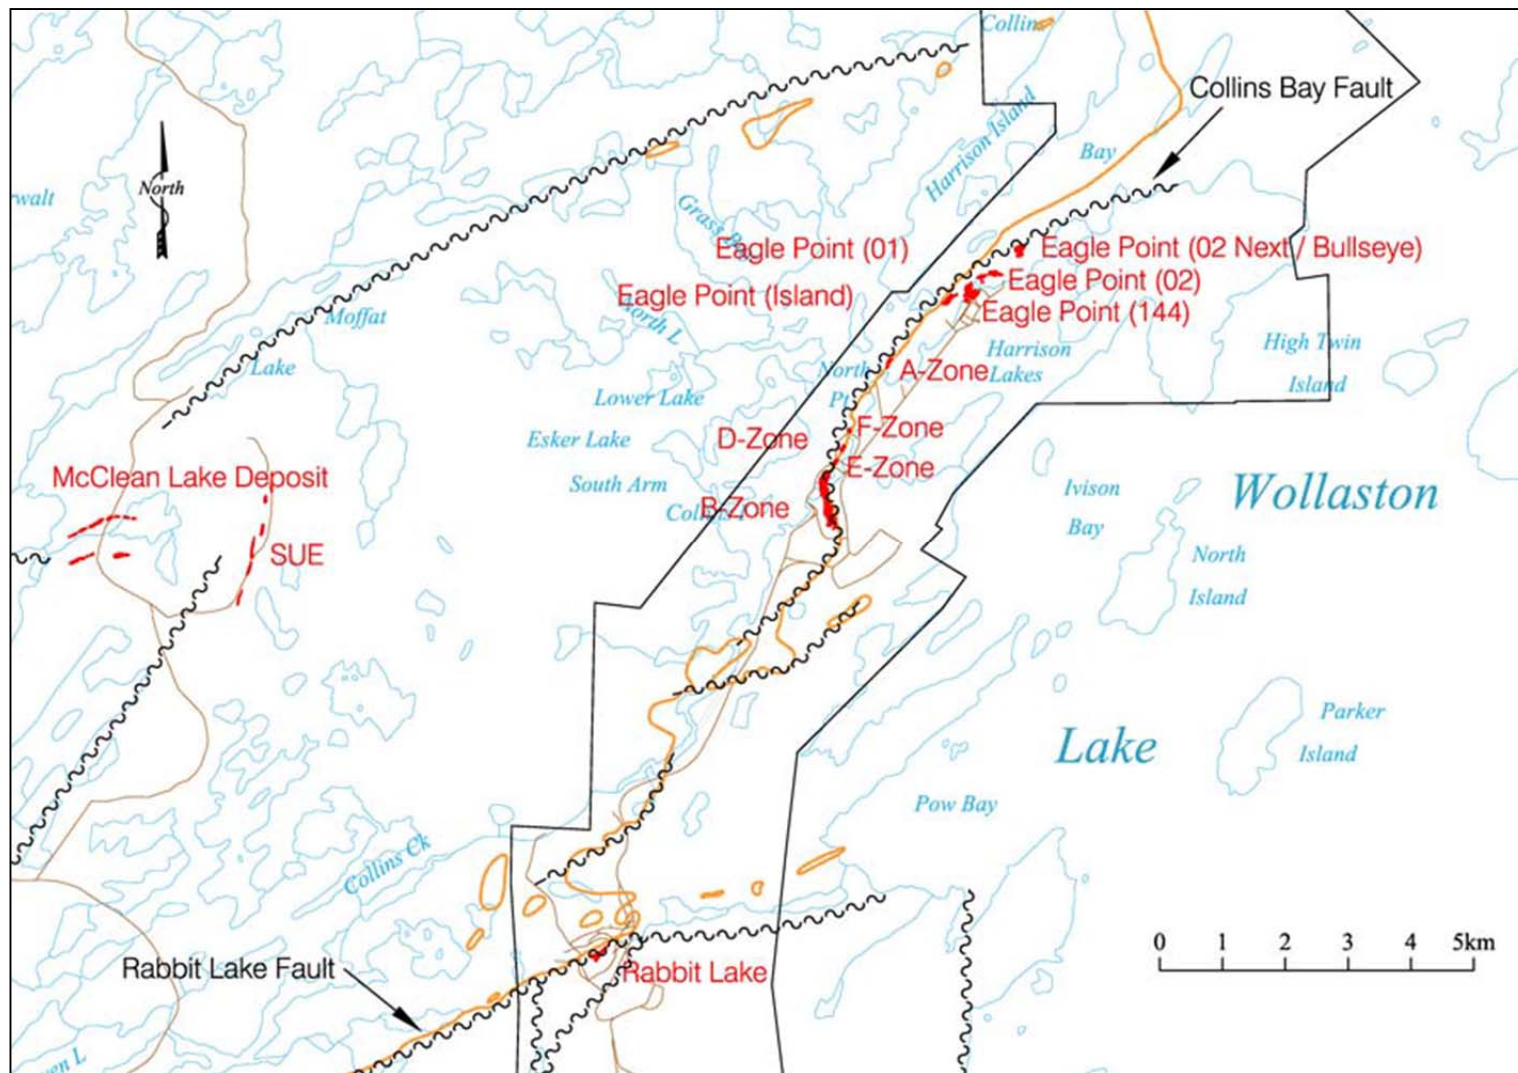 Collins
Collins Bay Fault
Harrison Island
Bay
North
rwalt
Eagle Point (01)
Eagle Point (02 Next / Bullseye)
Eagle Point (02)
Eagle Point (Island)
Eagle Point (144)
North L
Moffat
Lake
Harrison
Lakes
High Twin
Island
North
Pt
A-Zone
Lower Lake
F-Zone
Esker Lake
D-Zone
E-Zone
McClean Lake Deposit
South Arm
B-Zone
Ivison
Bay
Wollaston
SUE
North
Island
Parker
Island
Lake
Pow Bay
Collins Ck
Rabbit Lake Fault
Rabbit Lake
0 1 2 3 4 5km
en L